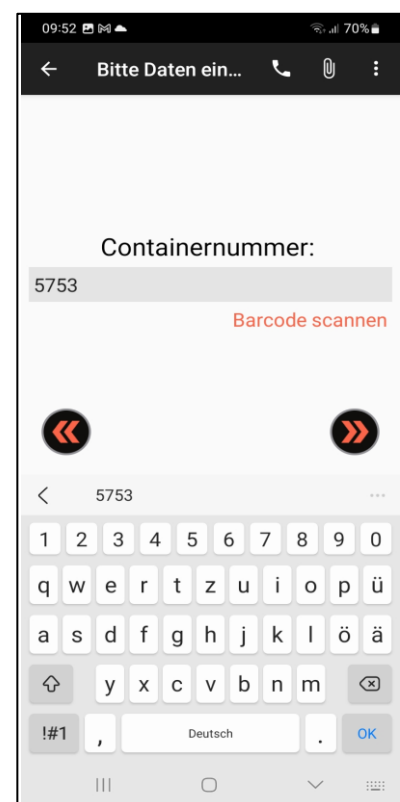 09:52 70%
Bitte Daten ein...
Containernummer:
5753
Barcode scannen
5753
1 2 3 4 5 6 7 8 9 0
q w e r t z u i o p ü
a s d f g h j k l ö ä
y x c v b n m
!#1 , Deutsch . OK